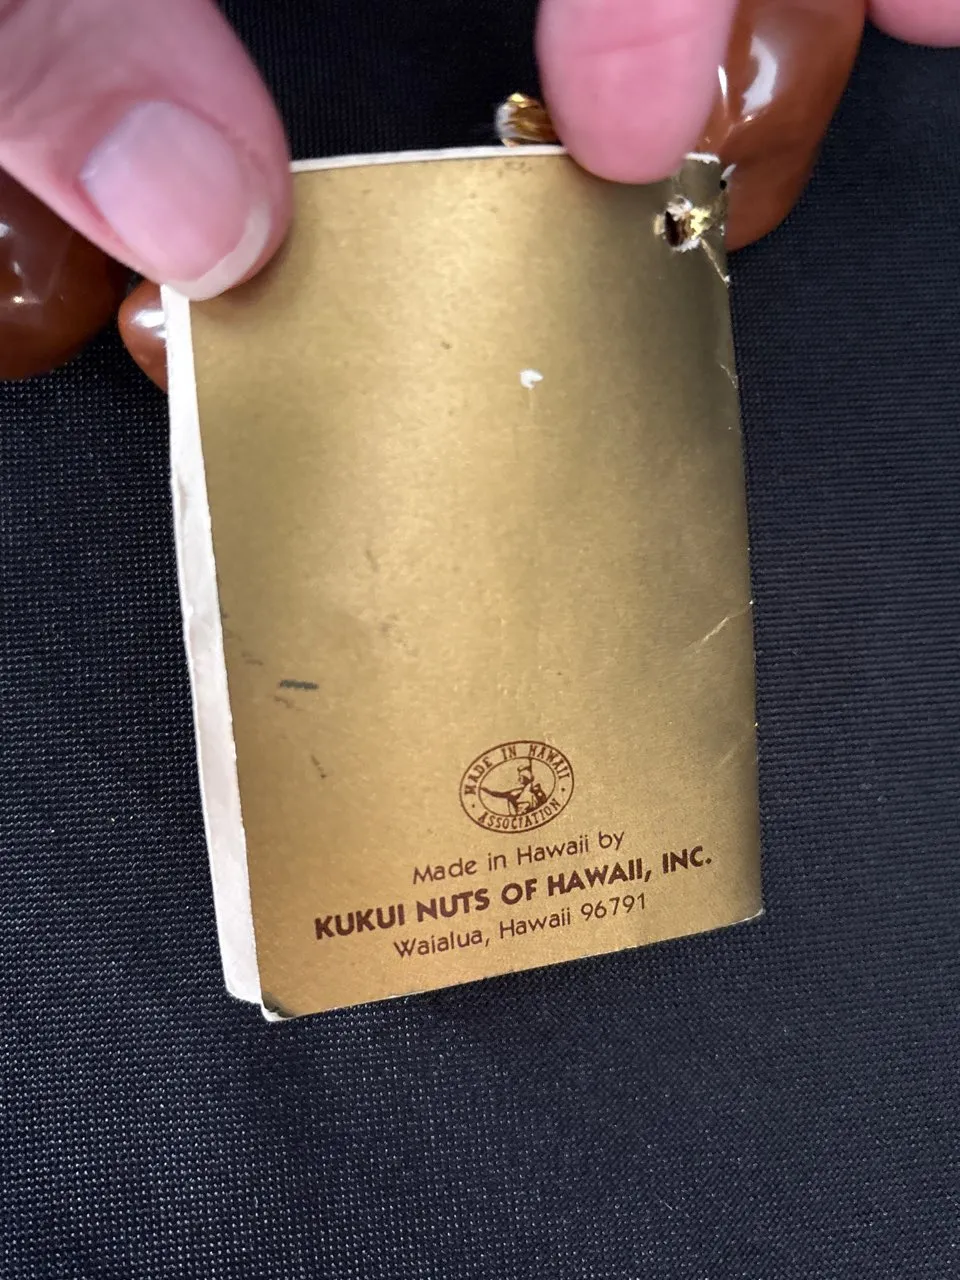 MADE IN HAWAII
ASSOCIATION
Made in Hawaii by
KUKUI NUTS OF HAWAII, INC.
Waialua, Hawaii 96791